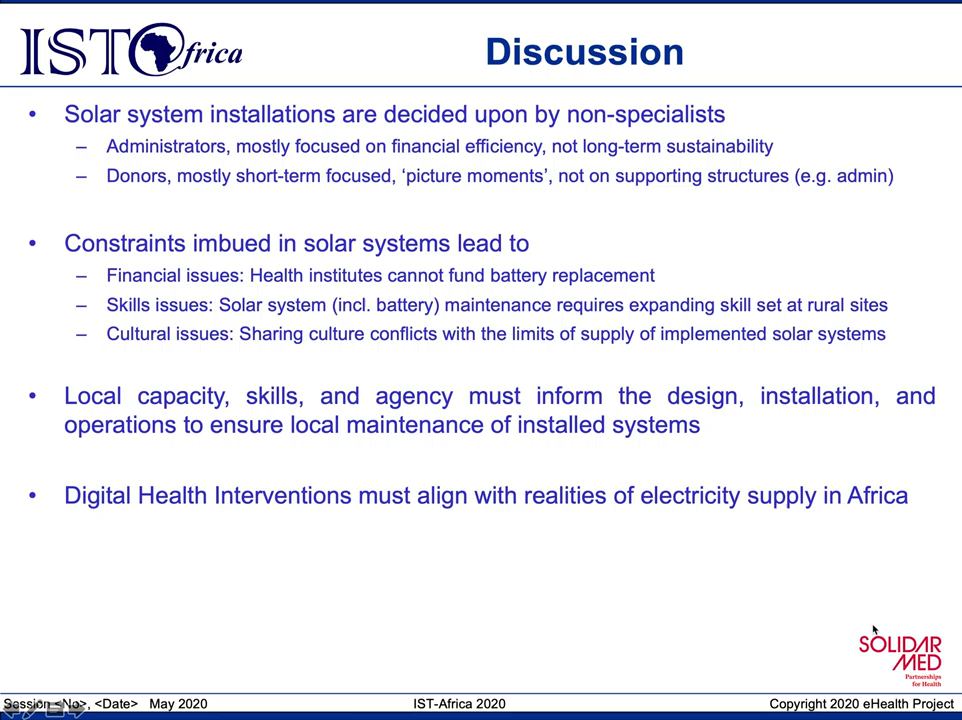 IST Africa
Discussion
• Solar system installations are decided upon by non-specialists
– Administrators, mostly focused on financial efficiency, not long-term sustainability
– Donors, mostly short-term focused, ‘picture moments’, not on supporting structures (e.g. admin)
• Constraints imbued in solar systems lead to
– Financial issues: Health institutes cannot fund battery replacement
– Skills issues: Solar system (incl. battery) maintenance requires expanding skill set at rural sites
– Cultural issues: Sharing culture conflicts with the limits of supply of implemented solar systems
• Local capacity, skills, and agency must inform the design, installation, and
operations to ensure local maintenance of installed systems
• Digital Health Interventions must align with realities of electricity supply in Africa
SOLIDAR
MED
Partnerships
for Health
Session <No>, <Date> May 2020
IST-Africa 2020
Copyright 2020 eHealth Project